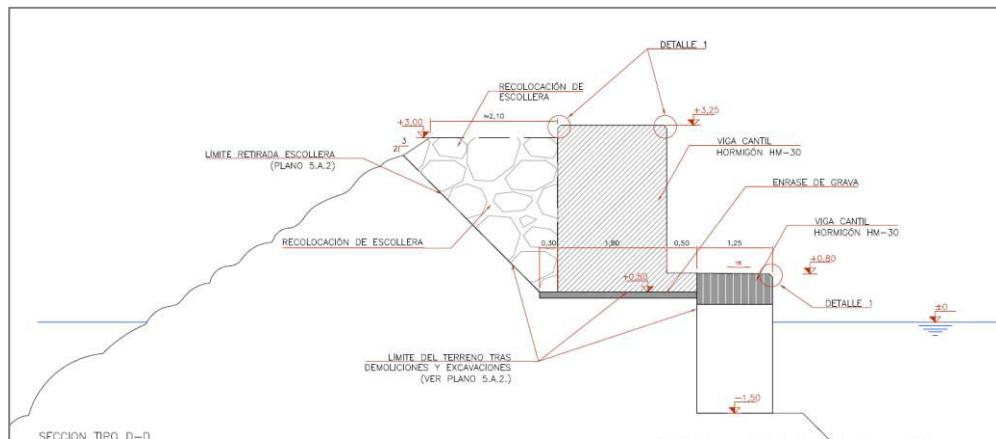 DETALLE 1
RECOLOCACIÓN DE
ESCOLLERA
≈2,10
+3,00
+3,25
3
2
LÍMITE RETIRADA ESCOLLERA
(PLANO 5.A.2)
VIGA CANTIL
HORMIGÓN HM-30
ENRASE DE GRAVA
VIGA CANTIL
HORMIGÓN HM-30
RECOLOCACIÓN DE ESCOLLERA
0,30
1,80
0,50
1,25
+0,80
+0,50
DETALLE 1
±0
LÍMITE DEL TERRENO TRAS
DEMOLICIONES Y EXCAVACIONES
(VER PLANO 5.A.2.)
-1,50
SECCION TIPO D-D